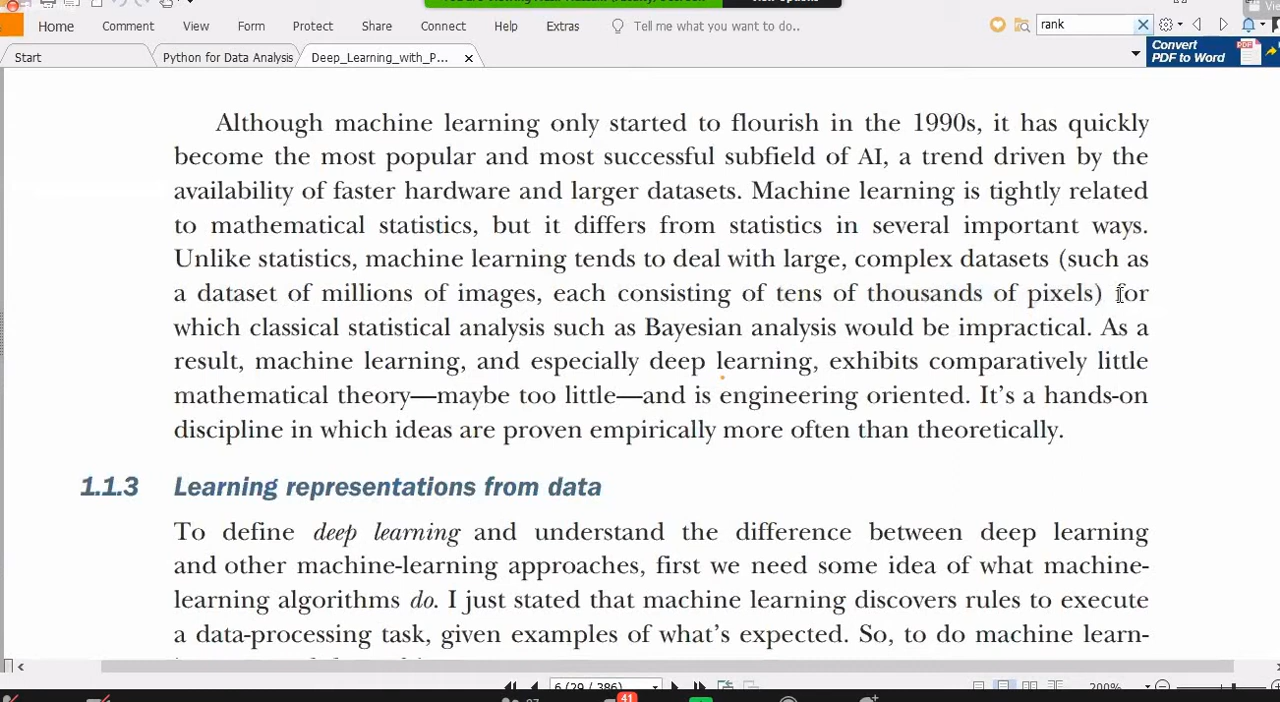 Home View Form Protect Share Connect Help Extras Tell me what you want to do.. rank
Start Python for Data Analysis Deep_Learning_with_P...
Convert
PDF to Word
Although machine learning only started to flourish in the 1990s, it has quickly
become the most popular and most successful subfield of AI, a trend driven by the
availability of faster hardware and larger datasets. Machine learning is tightly related
to mathematical statistics, but it differs from statistics in several important ways.
Unlike statistics, machine learning tends to deal with large, complex datasets (such as
a dataset of millions of images, each consisting of tens of thousands of pixels) for
which classical statistical analysis such as Bayesian analysis would be impractical. As a
result, machine learning, and especially deep learning, exhibits comparatively little
mathematical theory—maybe too little—and is engineering oriented. It’s a hands-on
discipline in which ideas are proven empirically more often than theoretically.
1.1.3 Learning representations from data
To define deep learning and understand the difference between deep learning
and other machine-learning approaches, first we need some idea of what machine-
learning algorithms do. I just stated that machine learning discovers rules to execute
a data-processing task, given examples of what’s expected. So, to do machine learn-
6 (29 / 386) 200%
41